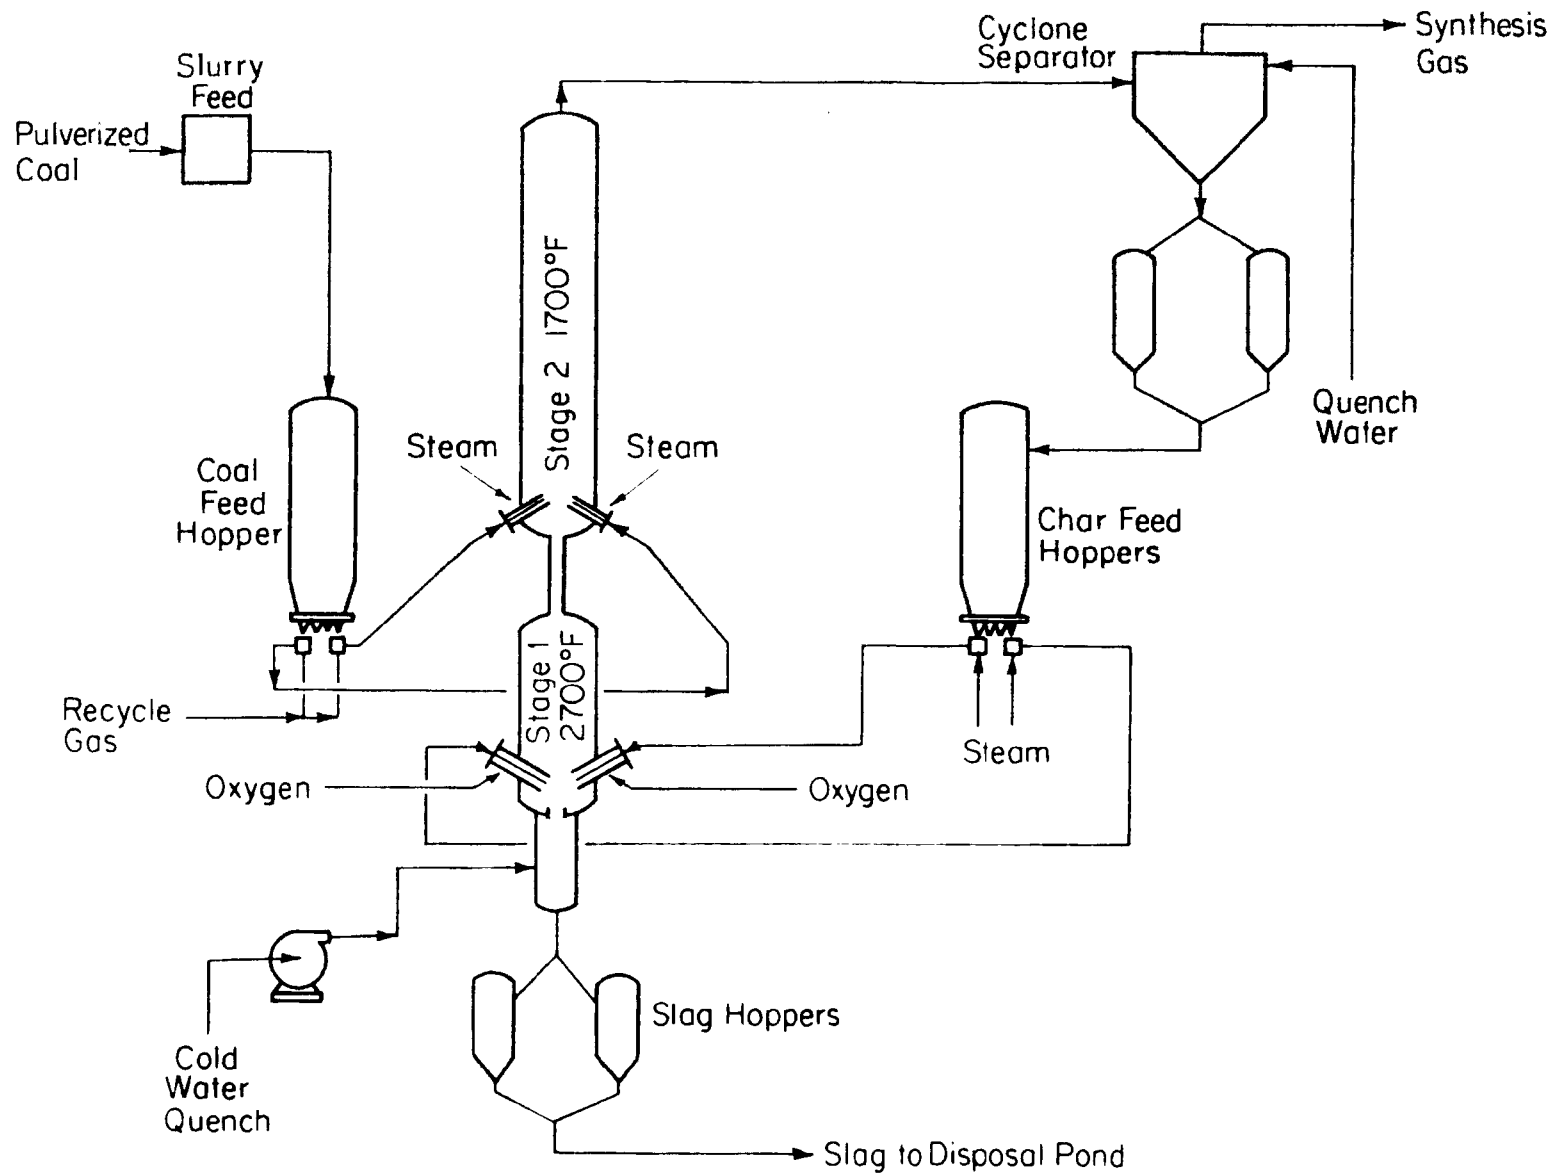 Cyclone
Separator
Synthesis
Gas
Slurry
Feed
Pulverized
Coal
Stage 2 1700°F
Quench
Water
Steam
Steam
Coal
Feed
Hopper
Char Feed
Hoppers
Stage 1
2700°F
Recycle
Gas
Steam
Oxygen
Oxygen
Slag Hoppers
Cold
Water
Quench
Slag to Disposal Pond